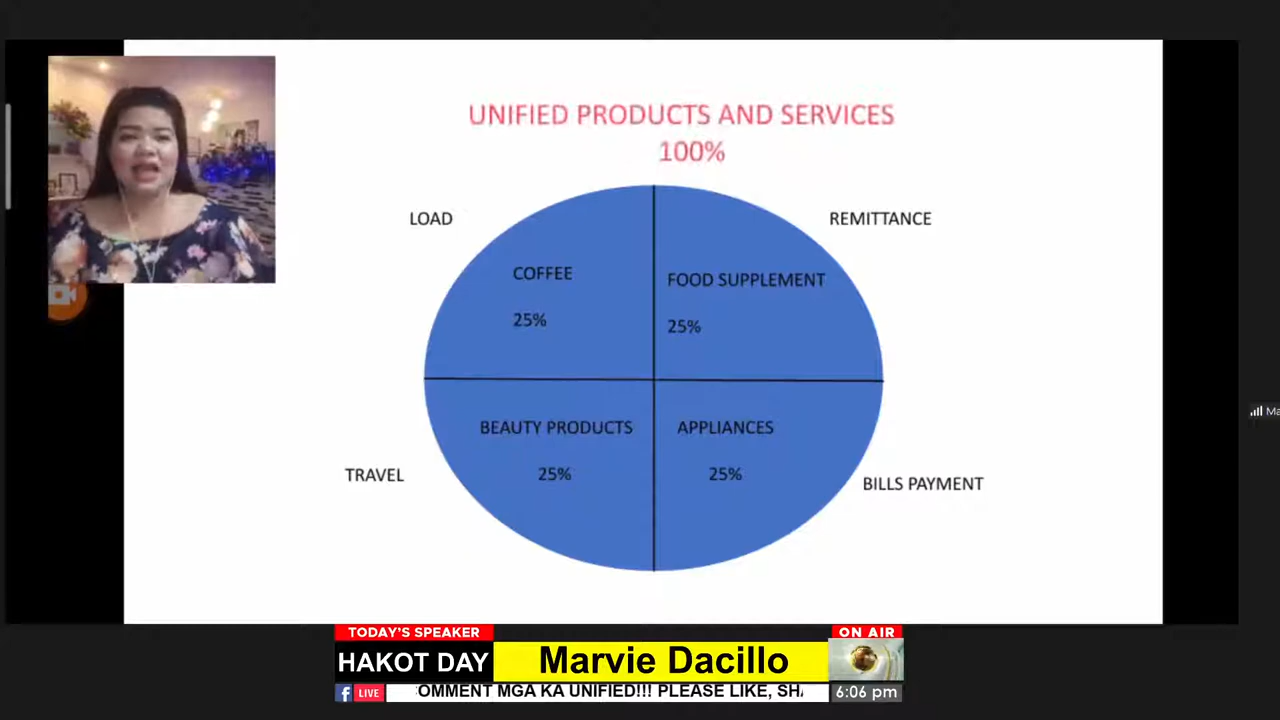 UNIFIED PRODUCTS AND SERVICES
100%
LOAD
REMITTANCE
COFFEE
FOOD SUPPLEMENT
25%
25%
BEAUTY PRODUCTS
APPLIANCES
25%
25%
TRAVEL
BILLS PAYMENT
Ma
TODAY'S SPEAKER
ON AIR
HAKOT DAY
Marvie Dacillo
f LIVE
OMMENT MGA KA UNIFIED!!! PLEASE LIKE, SHA
6:06 pm